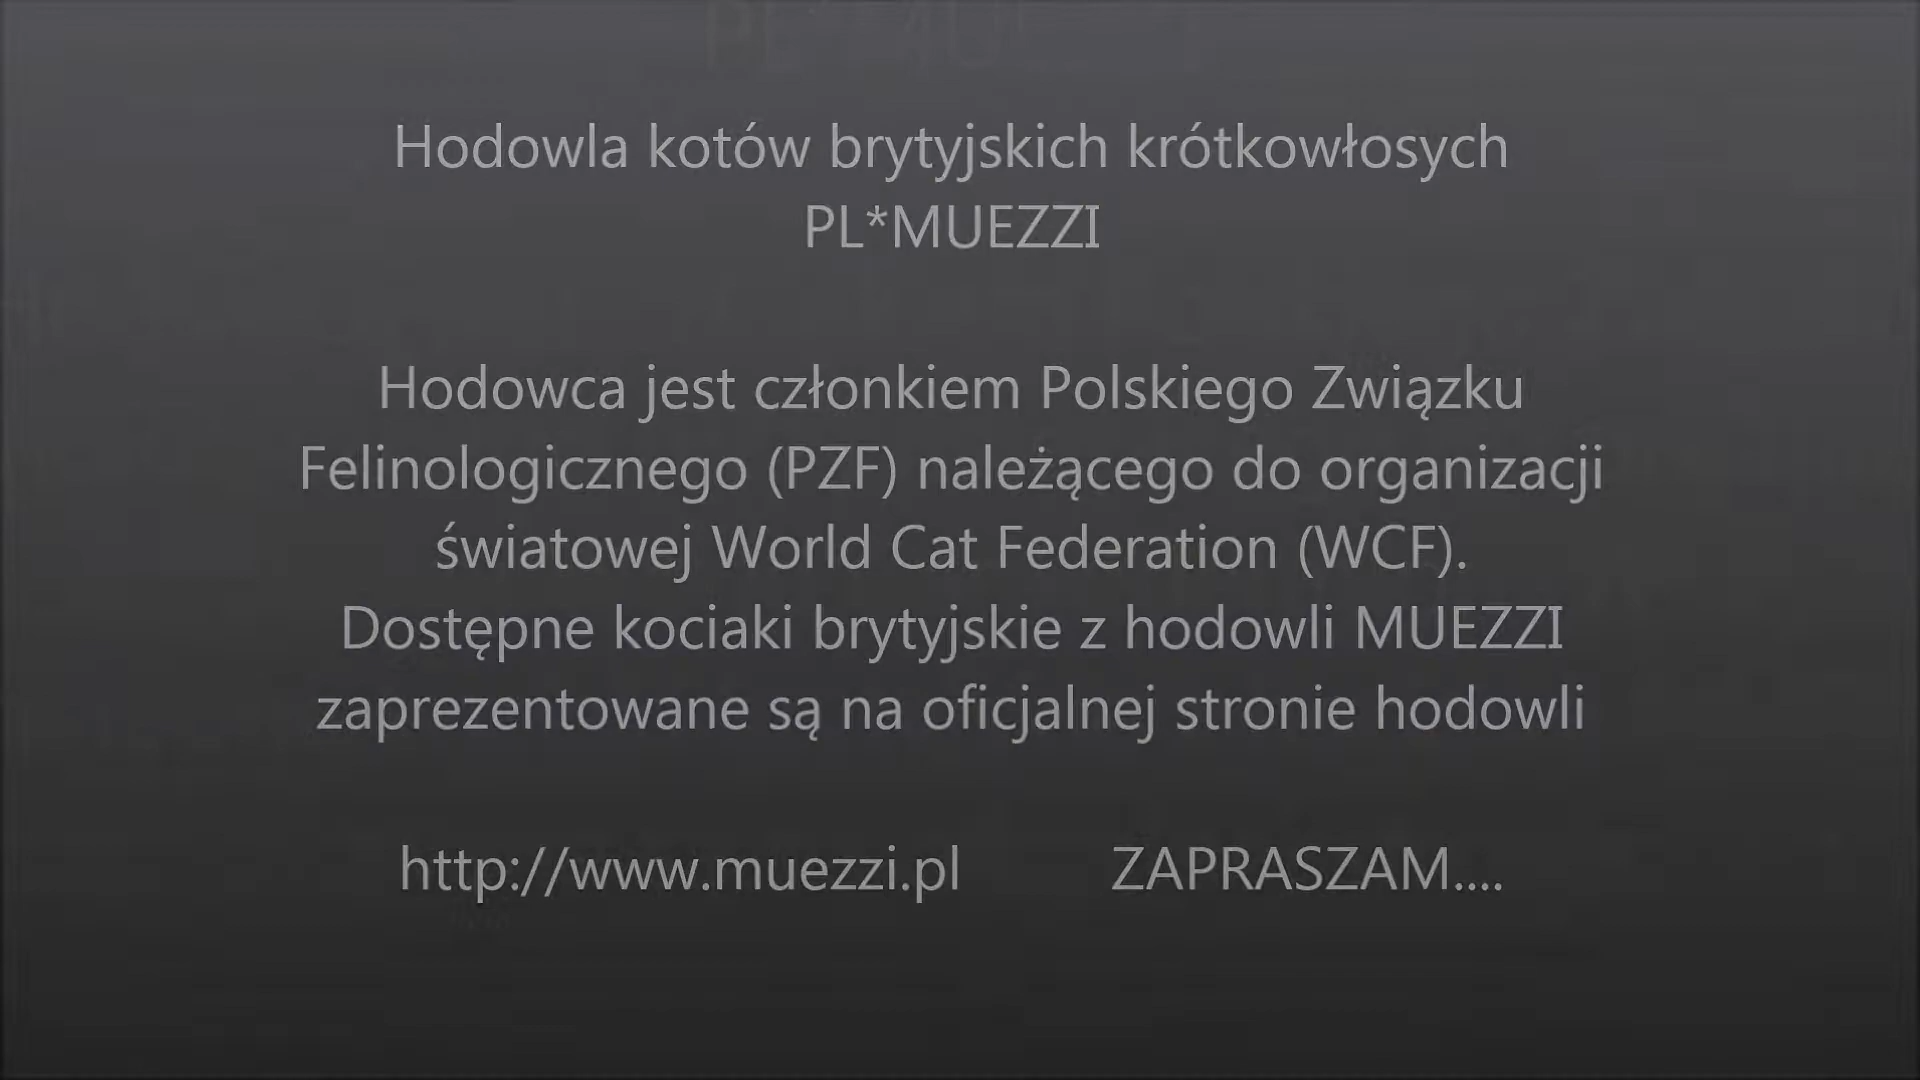 Hodowla kotów brytyjskich krótkowłosych
PL*MUEZZI
Hodowca jest członkiem Polskiego Związku
Felinologicznego (PZF) należącego do organizacji
światowej World Cat Federation (WCF).
Dostępne kociaki brytyjskie z hodowli MUEZZI
zaprezentowane są na oficjalnej stronie hodowli
http://www.muezzi.pl ZAPRASZAM....